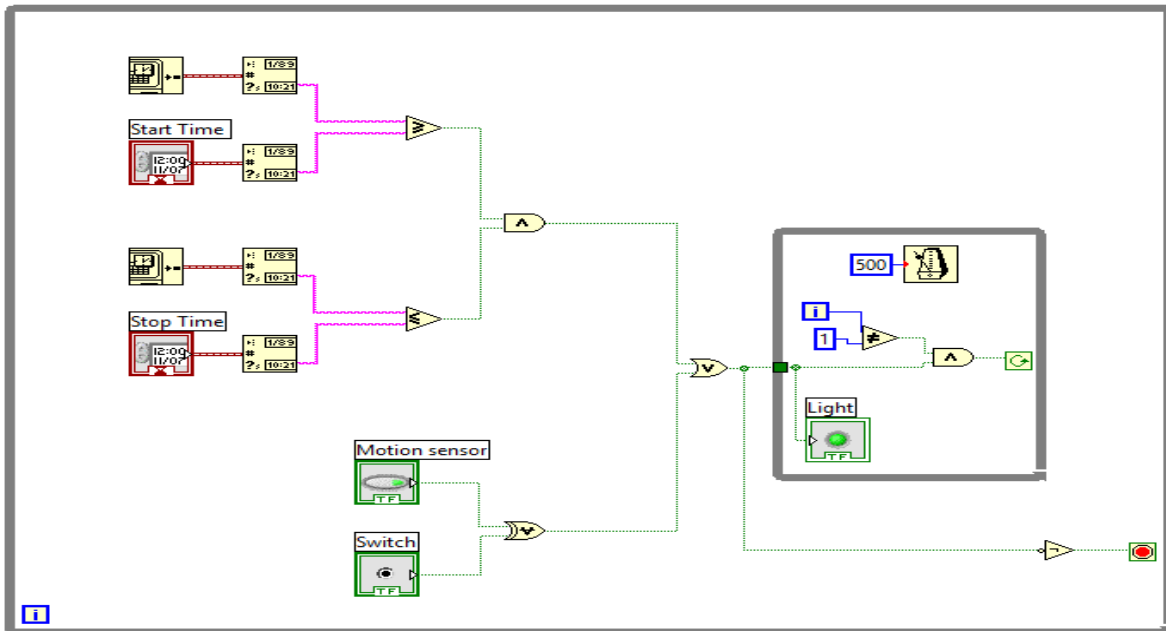 1/89
10:21
Start Time
1/89
12:00
11/07
10:21
1/89
10:21
Stop Time
1/89
12:00
11/07
10:21
500
i
1
Light
TF
Motion sensor
TF
Switch
TF
i